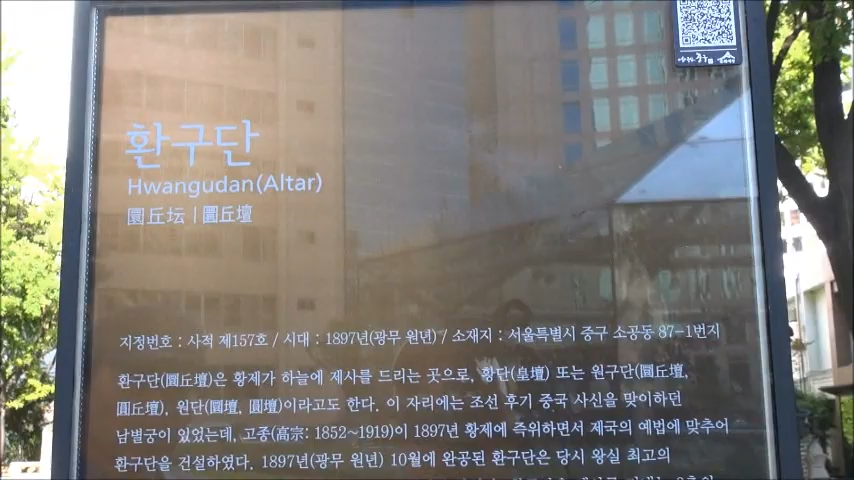 환구단
Hwangudan(Altar)
圜丘坛 | 圜丘壇
지정번호 : 사적 제157호 / 시대 : 1897년(광무 원년) / 소재지 : 서울특별시 중구 소공동 87-1번지
환구단(圜丘壇)은 황제가 하늘에 제사를 드리는 곳으로, 황단(皇壇) 또는 원구단(圓丘壇,
圜丘壇), 원단(圜壇, 圓壇)이라고도 한다. 이 자리에는 조선 후기 중국 사신을 맞이하던
남별궁이 있었는데, 고종(高宗: 1852~1919)이 1897년 황제에 즉위하면서 제국의 예법에 맞추어
환구단을 건설하였다. 1897년(광무 원년) 10월에 완공된 환구단은 당시 왕실 최고의